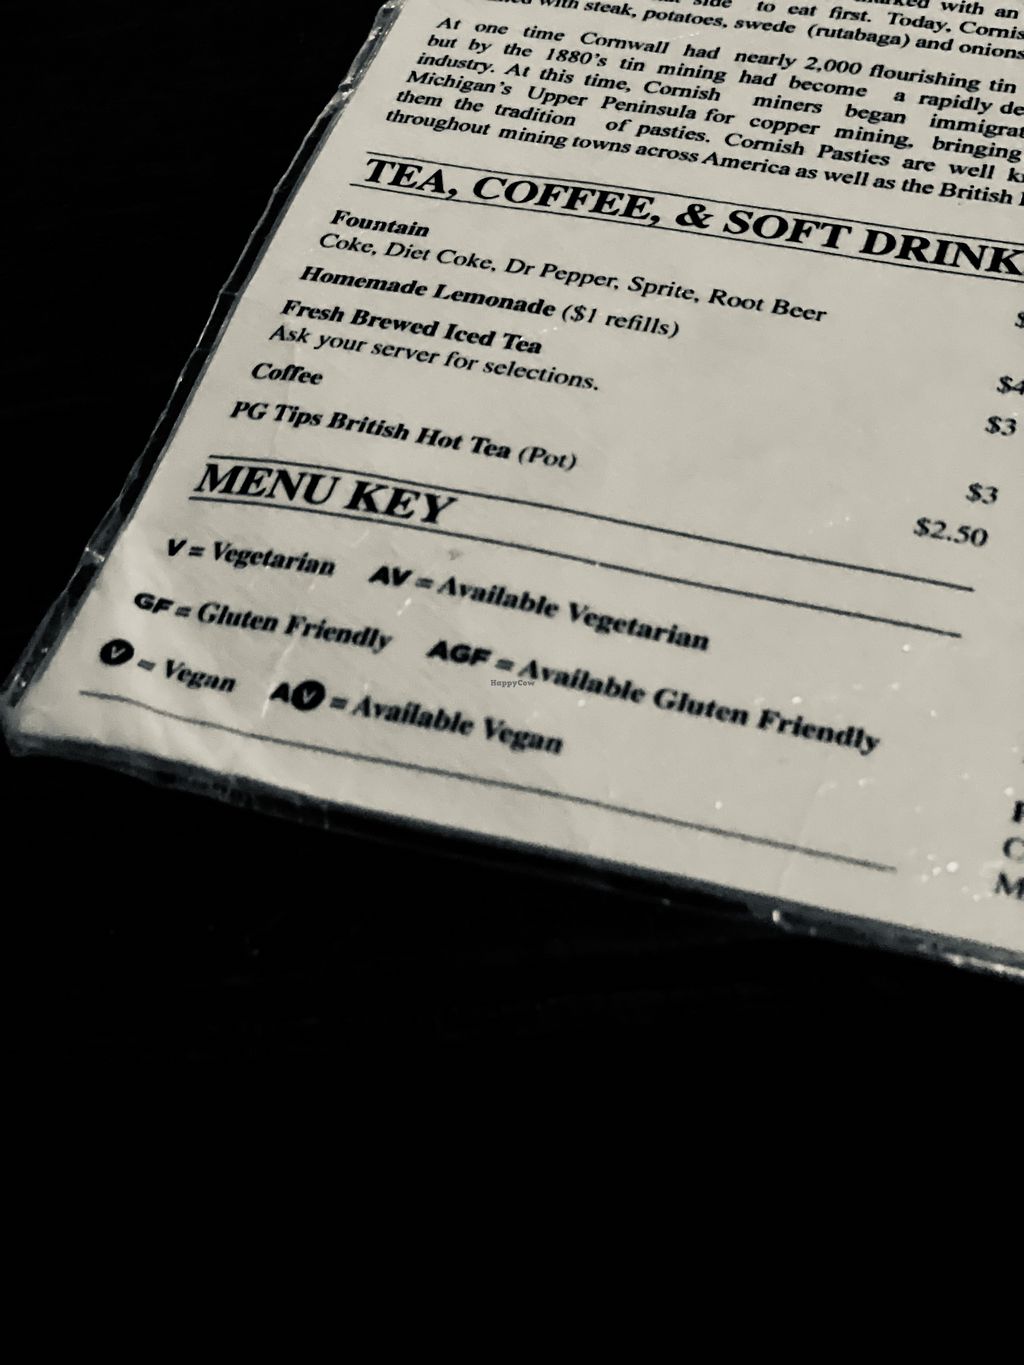 to eat first. Today, Cornis
with steak, potatoes, swede (rutabaga) and onions
At one time Cornwall had nearly 2,000 flourishing tin
but by the 1880's tin mining had become a rapidly de
industry. At this time, Cornish miners began immigrat
Michigan's Upper Peninsula for copper mining, bringing
them the tradition of pasties. Cornish Pasties are well k
throughout mining towns across America as well as the British
TEA, COFFEE, & SOFT DRINK
Fountain
Coke, Diet Coke, Dr Pepper, Sprite, Root Beer $
Homemade Lemonade ($1 refills) $4
Fresh Brewed Iced Tea $3
Ask your server for selections.
Coffee $3
PG Tips British Hot Tea (Pot) $2.50
MENU KEY
V = Vegetarian AV = Available Vegetarian
GF = Gluten Friendly AGF = Available Gluten Friendly
V = Vegan AV = Available Vegan
HappyCow